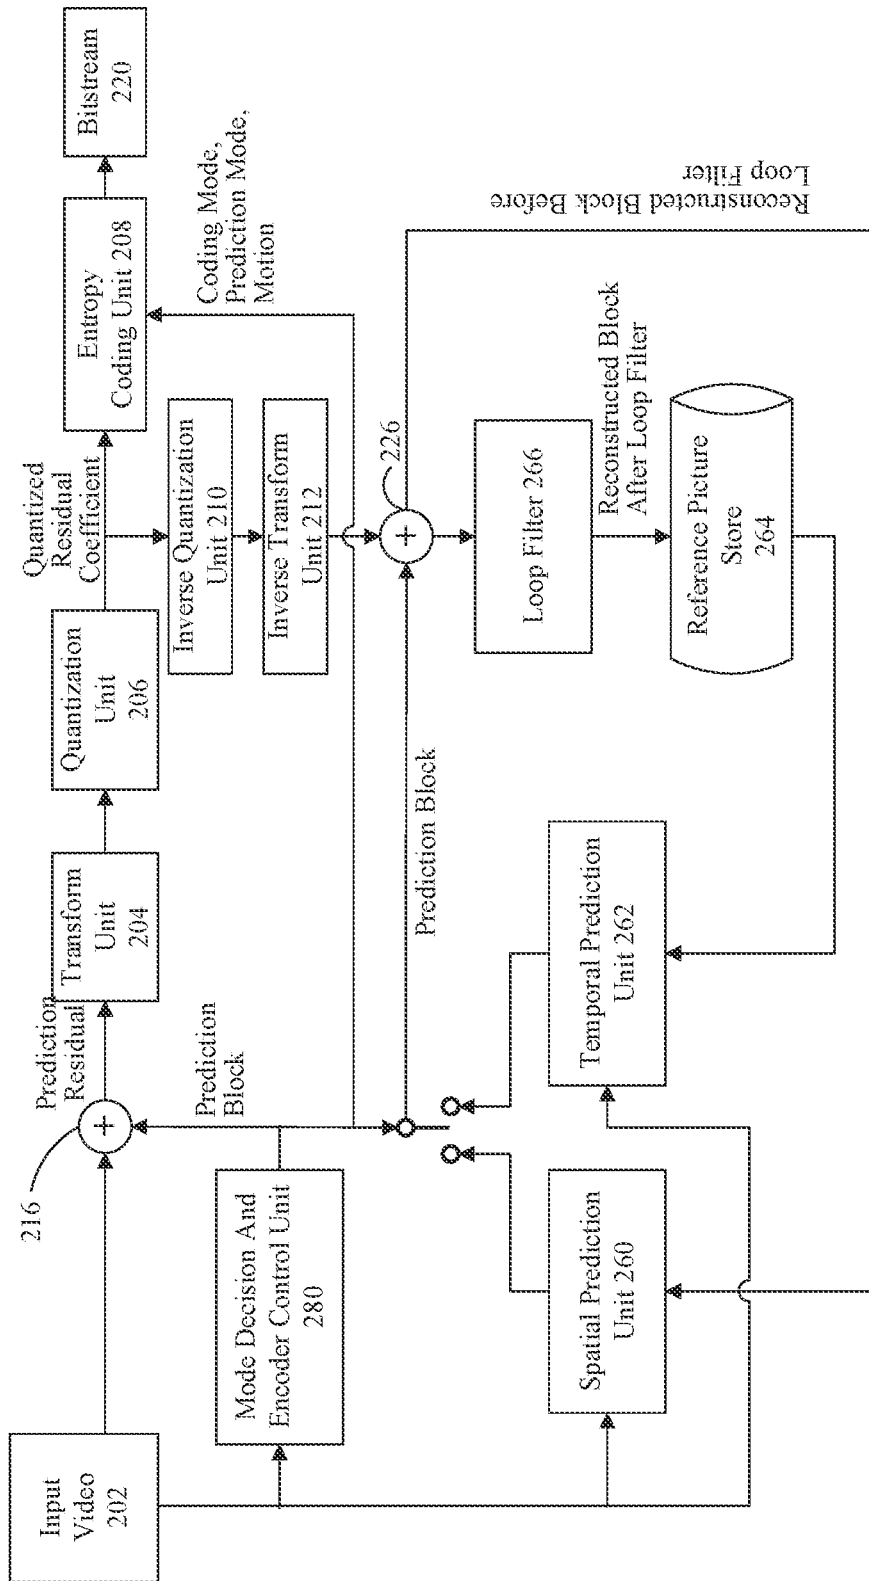 Input
Video
202
216
Prediction
Residual
Transform
Unit
204
Quantization
Unit
206
Quantized
Residual
Coefficient
Entropy
Coding Unit 208
Bitstream
220
Mode Decision And
Encoder Control Unit
280
Prediction
Block
Inverse Quantization
Unit 210
Inverse Transform
Unit 212
Coding Mode,
Prediction Mode,
Motion
Prediction Block
226
Spatial Prediction
Unit 260
Temporal Prediction
Unit 262
Loop Filter 266
Reconstructed Block
After Loop Filter
Reference Picture
Store
264
Reconstructed Block Before
Loop Filter